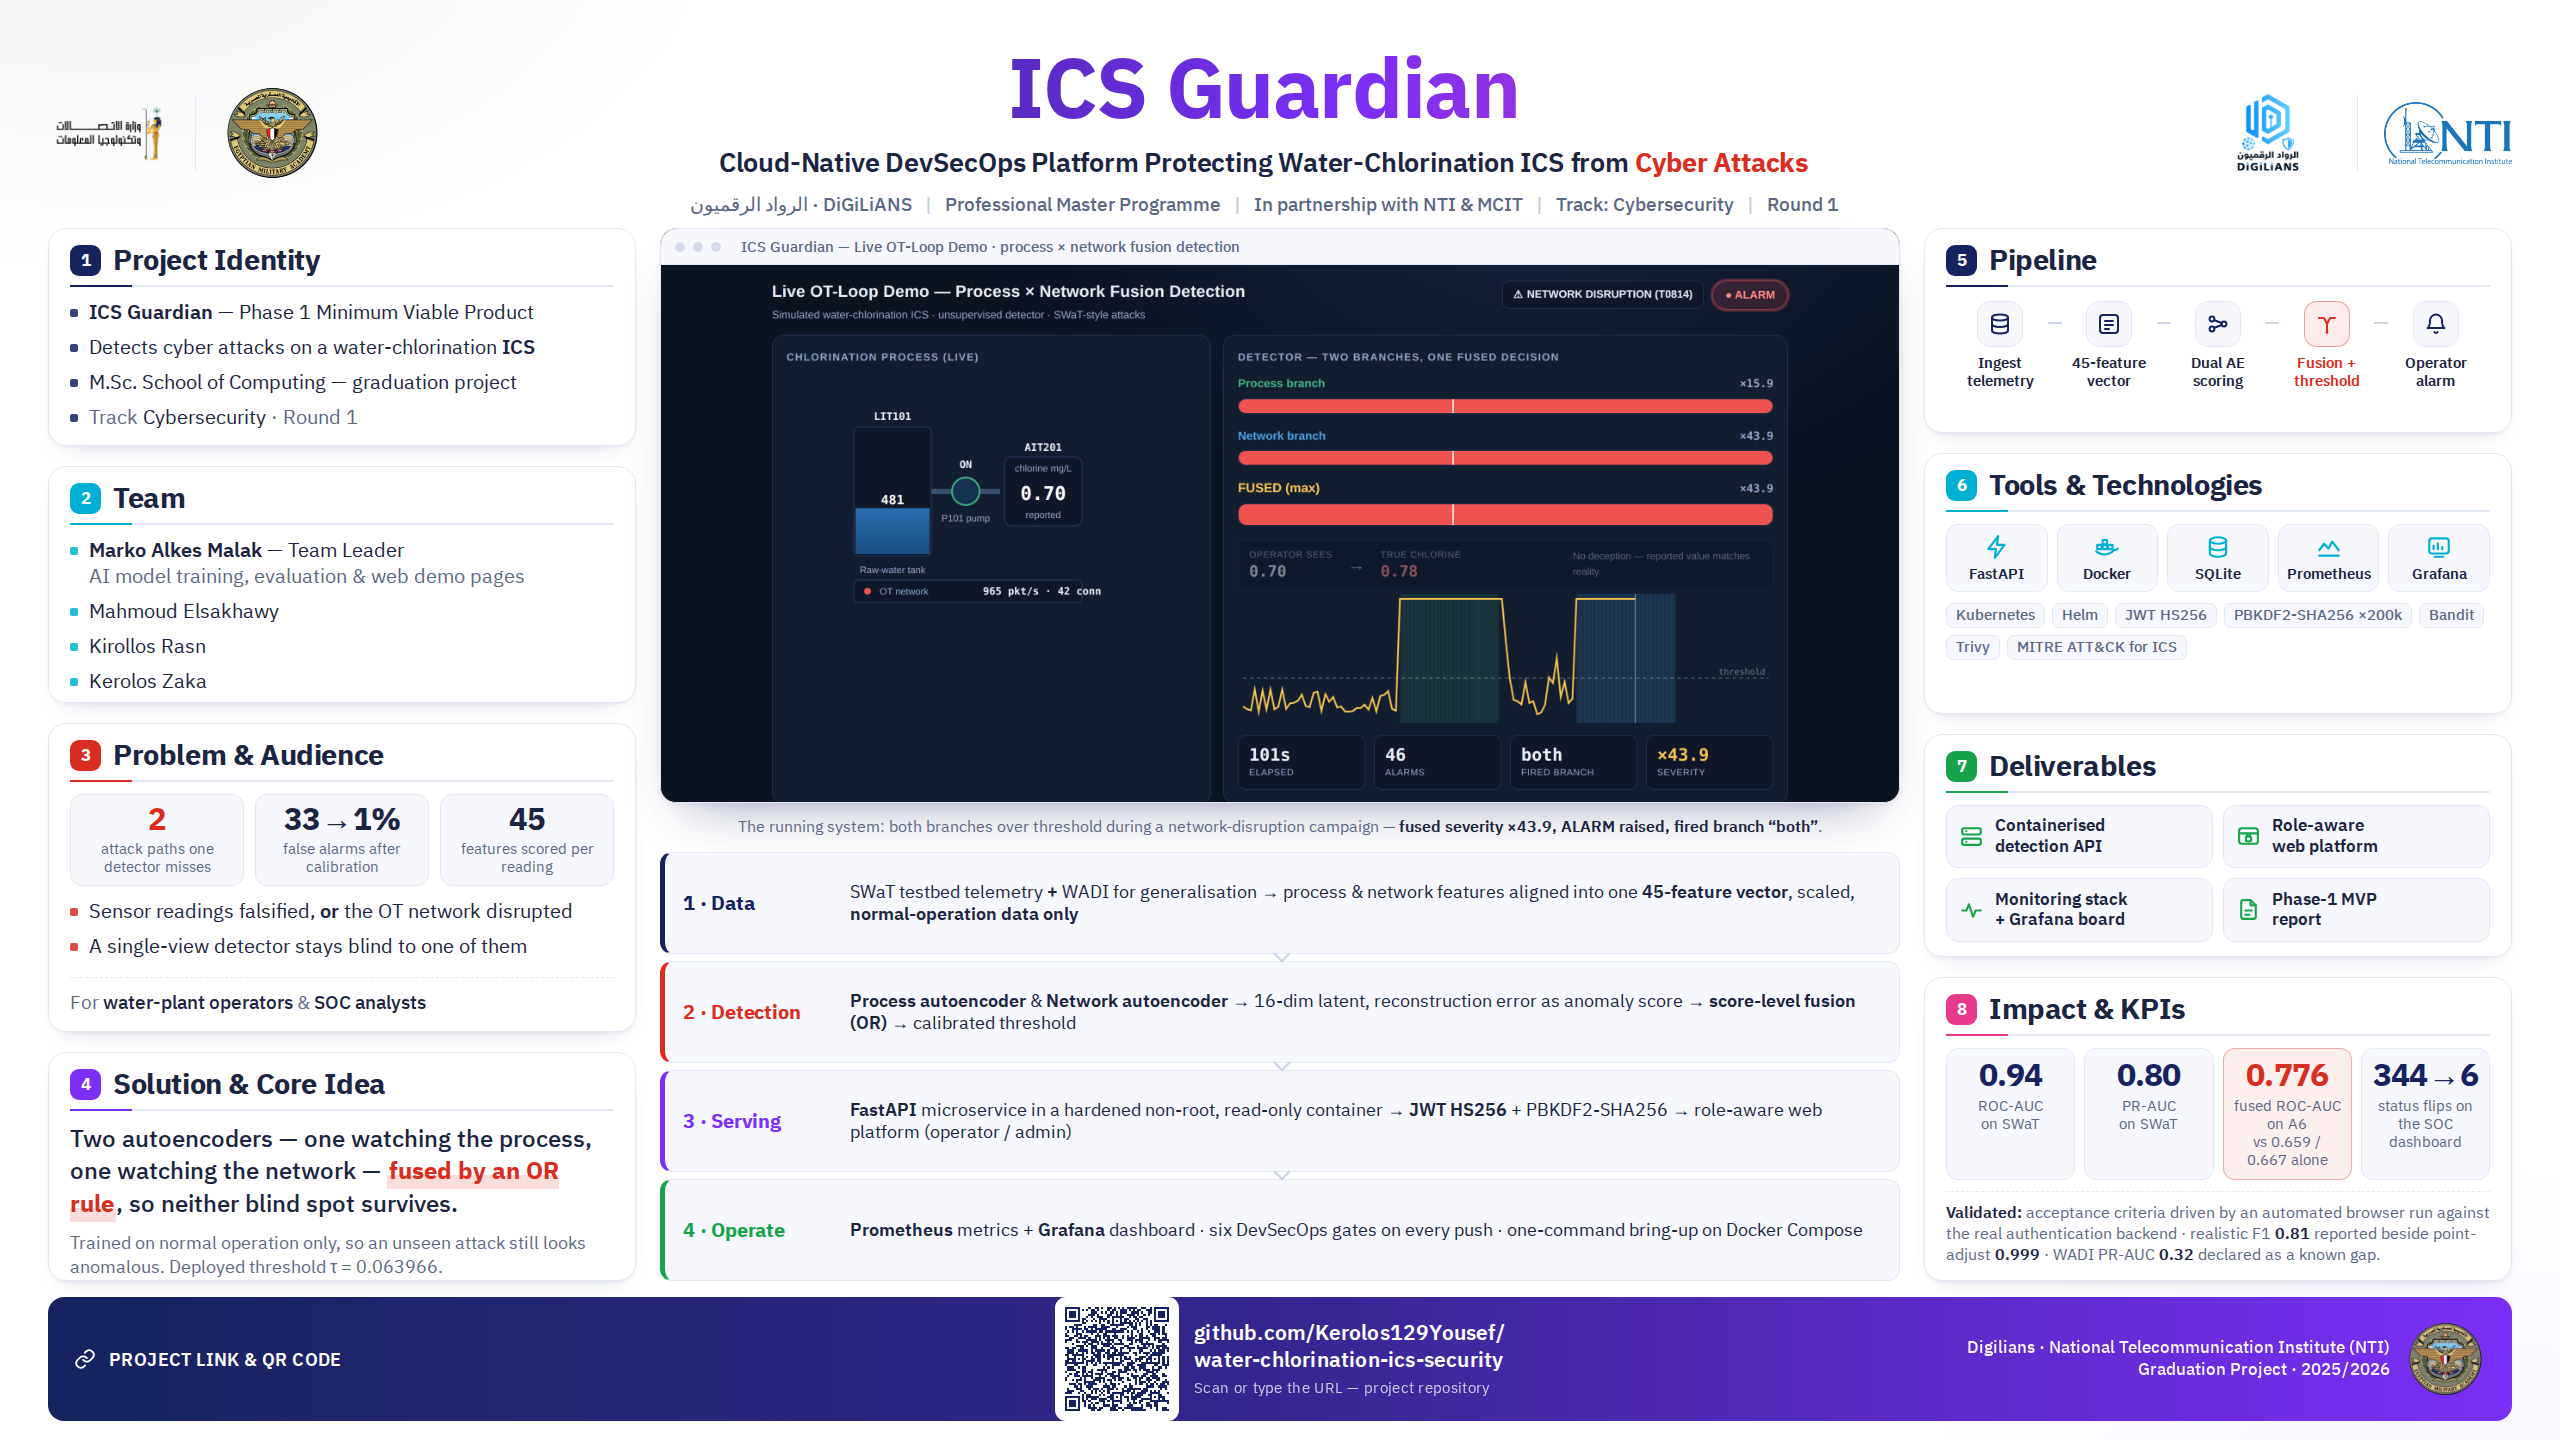 ICS Guardian
Cloud-Native DevSecOps Platform Protecting Water-Chlorination ICS from Cyber Attacks
الرواد الرقميون · DiGiLiANS | Professional Master Programme | In partnership with NTI & MCIT | Track: Cybersecurity | Round 1
وزارة الاتصالات
وتكنولوجيا المعلومات
EGYPTIAN MILITARY ACADEMY
الرواد الرقميون
DiGiLiANS
NTI
National Telecommunication Institute
1 Project Identity
ICS Guardian — Phase 1 Minimum Viable Product
Detects cyber attacks on a water-chlorination ICS
M.Sc. School of Computing — graduation project
Track Cybersecurity · Round 1
2 Team
Marko Alkes Malak — Team Leader
AI model training, evaluation & web demo pages
Mahmoud Elsakhawy
Kirollos Rasn
Kerolos Zaka
3 Problem & Audience
2
attack paths one
detector misses
33→1%
false alarms after
calibration
45
features scored per
reading
Sensor readings falsified, or the OT network disrupted
A single-view detector stays blind to one of them
For water-plant operators & SOC analysts
4 Solution & Core Idea
Two autoencoders — one watching the process,
one watching the network — fused by an OR
rule, so neither blind spot survives.
Trained on normal operation only, so an unseen attack still looks
anomalous. Deployed threshold τ = 0.063966.
ICS Guardian — Live OT-Loop Demo · process × network fusion detection
Live OT-Loop Demo — Process × Network Fusion Detection
Simulated water-chlorination ICS · unsupervised detector · SWaT-style attacks
⚠ NETWORK DISRUPTION (T0814)
● ALARM
CHLORINATION PROCESS (LIVE)
LIT101
481
Raw-water tank
ON
P101 pump
AIT201
chlorine mg/L
0.70
reported
OT network 965 pkt/s · 42 conn
DETECTOR — TWO BRANCHES, ONE FUSED DECISION
Process branch ×15.9
Network branch ×43.9
FUSED (max) ×43.9
OPERATOR SEES
0.70
→
TRUE CHLORINE
0.78
No deception — reported value matches
reality.
threshold
101s
ELAPSED
46
ALARMS
both
FIRED BRANCH
×43.9
SEVERITY
The running system: both branches over threshold during a network-disruption campaign — fused severity ×43.9, ALARM raised, fired branch “both”.
1 · Data
SWaT testbed telemetry + WADI for generalisation → process & network features aligned into one 45-feature vector, scaled,
normal-operation data only
2 · Detection
Process autoencoder & Network autoencoder → 16-dim latent, reconstruction error as anomaly score → score-level fusion
(OR) → calibrated threshold
3 · Serving
FastAPI microservice in a hardened non-root, read-only container → JWT HS256 + PBKDF2-SHA256 → role-aware web
platform (operator / admin)
4 · Operate
Prometheus metrics + Grafana dashboard · six DevSecOps gates on every push · one-command bring-up on Docker Compose
5 Pipeline
Ingest
telemetry
45-feature
vector
Dual AE
scoring
Fusion +
threshold
Operator
alarm
6 Tools & Technologies
FastAPI
Docker
SQLite
Prometheus
Grafana
Kubernetes
Helm
JWT HS256
PBKDF2-SHA256 ×200k
Bandit
Trivy
MITRE ATT&CK for ICS
7 Deliverables
Containerised
detection API
Role-aware
web platform
Monitoring stack
+ Grafana board
Phase-1 MVP
report
8 Impact & KPIs
0.94
ROC-AUC
on SWaT
0.80
PR-AUC
on SWaT
0.776
fused ROC-AUC
on A6
vs 0.659 /
0.667 alone
344→6
status flips on
the SOC
dashboard
Validated: acceptance criteria driven by an automated browser run against
the real authentication backend · realistic F1 0.81 reported beside point-
adjust 0.999 · WADI PR-AUC 0.32 declared as a known gap.
PROJECT LINK & QR CODE
github.com/Kerolos129Yousef/
water-chlorination-ics-security
Scan or type the URL — project repository
Digilians · National Telecommunication Institute (NTI)
Graduation Project · 2025/2026